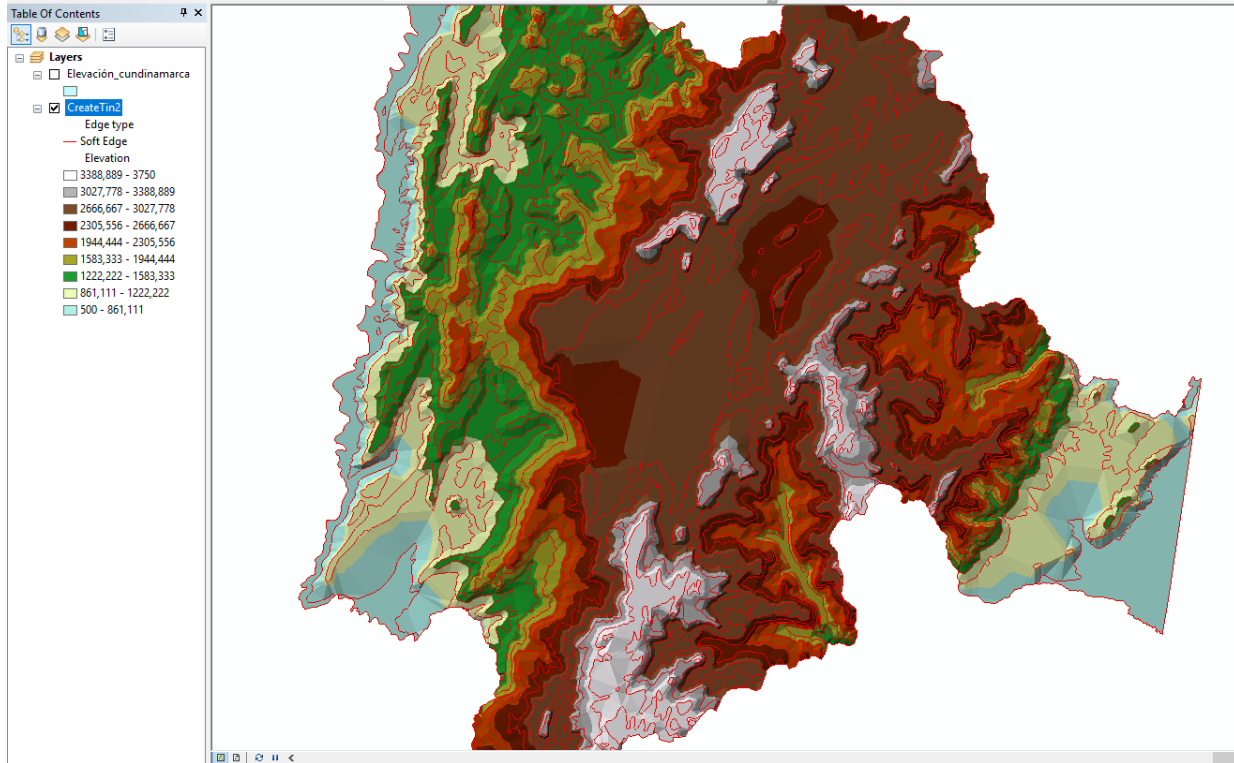 Table Of Contents
Layers
Elevación_cundinamarca
CreateTin2
Edge type
Soft Edge
Elevation
3388,889 - 3750
3027,778 - 3388,889
2666,667 - 3027,778
2305,556 - 2666,667
1944,444 - 2305,556
1583,333 - 1944,444
1222,222 - 1583,333
861,111 - 1222,222
500 - 861,111